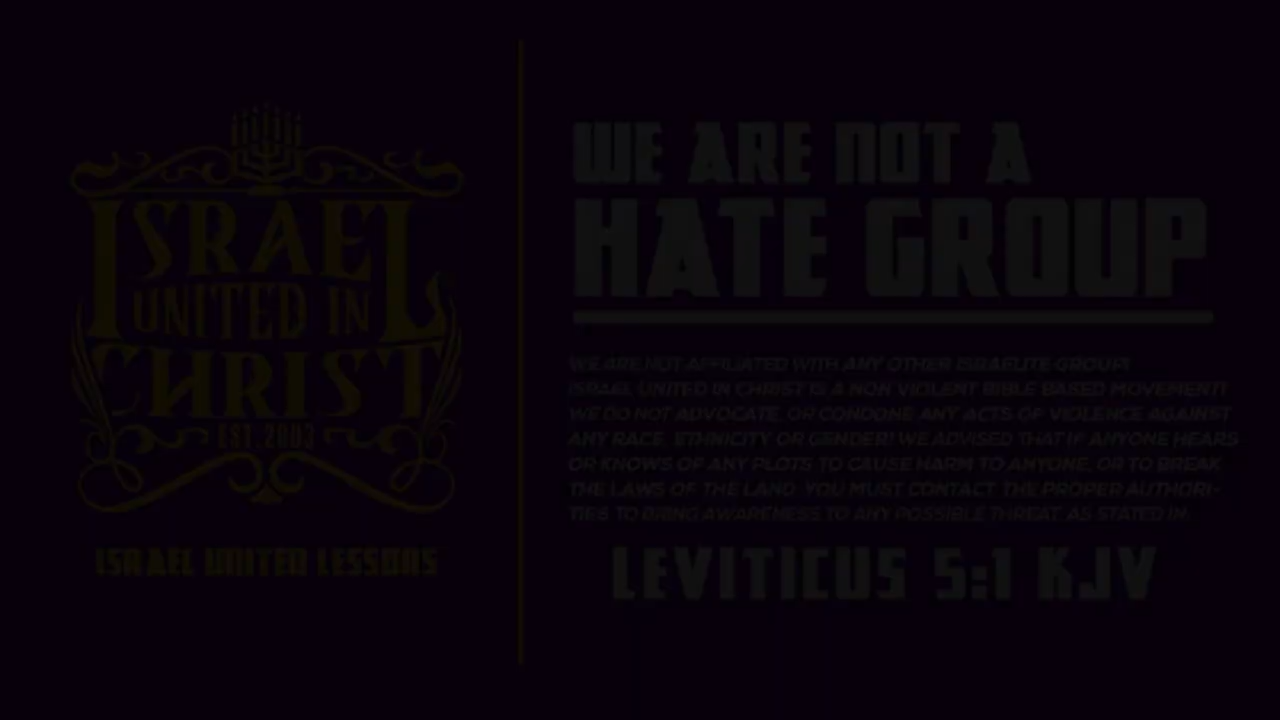 ISRAEL
UNITED IN
CHRIST
EST. 2003
ISRAEL UNITED LESSONS
WE ARE NOT A
HATE GROUP
WE ARE NOT AFFILIATED WITH ANY OTHER ISRAELITE GROUP!
ISRAEL UNITED IN CHRIST IS A NON VIOLENT BIBLE BASED MOVEMENT!
WE DO NOT ADVOCATE, OR CONDONE ANY ACTS OF VIOLENCE AGAINST
ANY RACE, ETHNICITY OR GENDER! WE ADVISED THAT IF ANYONE HEARS
OR KNOWS OF ANY PLOTS TO CAUSE HARM TO ANYONE, OR TO BREAK
THE LAWS OF THE LAND, YOU MUST CONTACT THE PROPER AUTHORI-
TIES TO BRING AWARENESS TO ANY POSSIBLE THREAT, AS STATED IN:
LEVITICUS 5:1 KJV